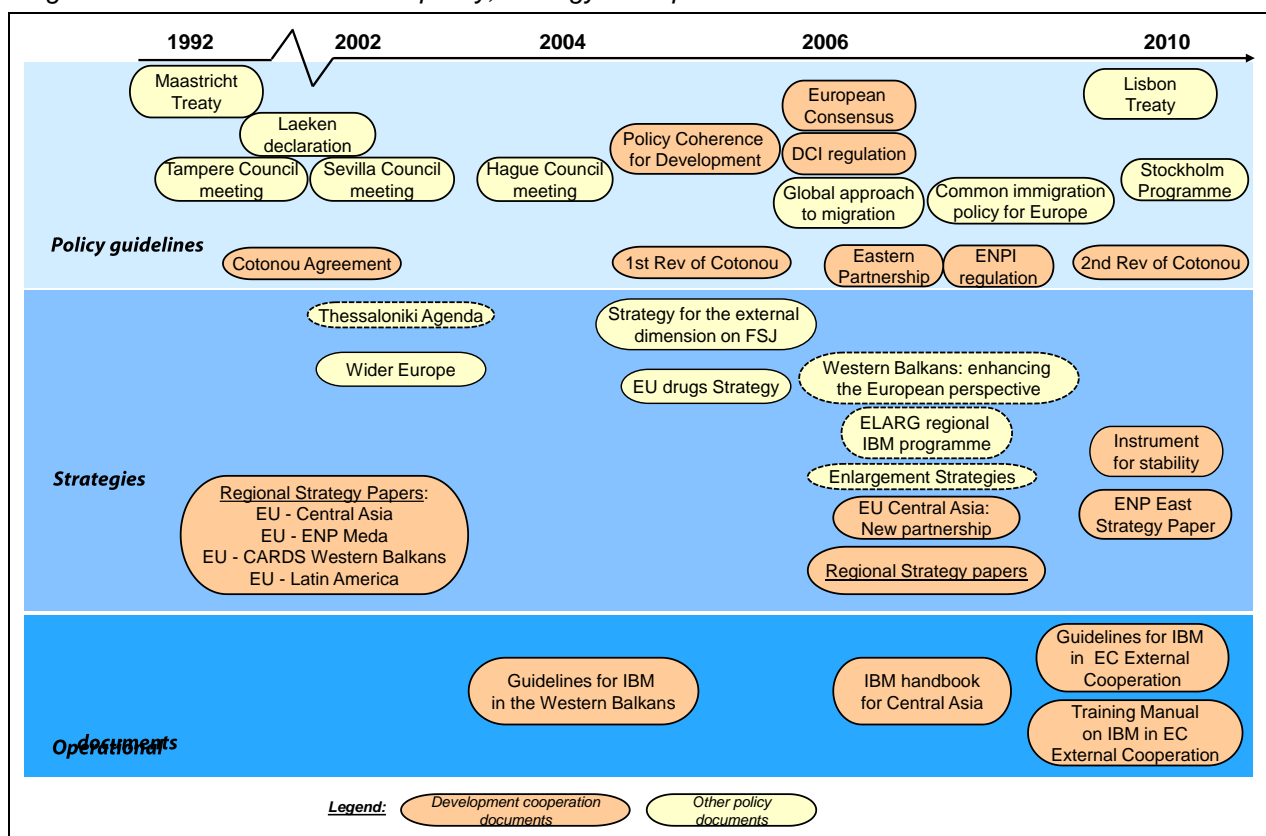 1992 2002 2004 2006 2010
Maastricht
Treaty
Laeken
declaration
Tampere Council
meeting
Sevilla Council
meeting
Hague Council
meeting
Policy Coherence
for Development
European
Consensus
DCI regulation
Global approach
to migration
Common immigration
policy for Europe
Lisbon
Treaty
Stockholm
Programme
Policy guidelines
Cotonou Agreement
1st Rev of Cotonou
Eastern
Partnership
ENPI
regulation
2nd Rev of Cotonou
Thessaloniki Agenda
Wider Europe
Strategy for the external
dimension on FSJ
EU drugs Strategy
Western Balkans: enhancing
the European perspective
ELARG regional
IBM programme
Enlargement Strategies
Instrument
for stability
Strategies
Regional Strategy Papers:
EU - Central Asia
EU - ENP Meda
EU - CARDS Western Balkans
EU - Latin America
EU Central Asia:
New partnership
Regional Strategy papers
ENP East
Strategy Paper
Guidelines for IBM
in the Western Balkans
IBM handbook
for Central Asia
Guidelines for IBM
in EC External
Cooperation
Training Manual
on IBM in EC
External Cooperation
Operational
documents
Legend:
Development cooperation
documents
Other policy
documents